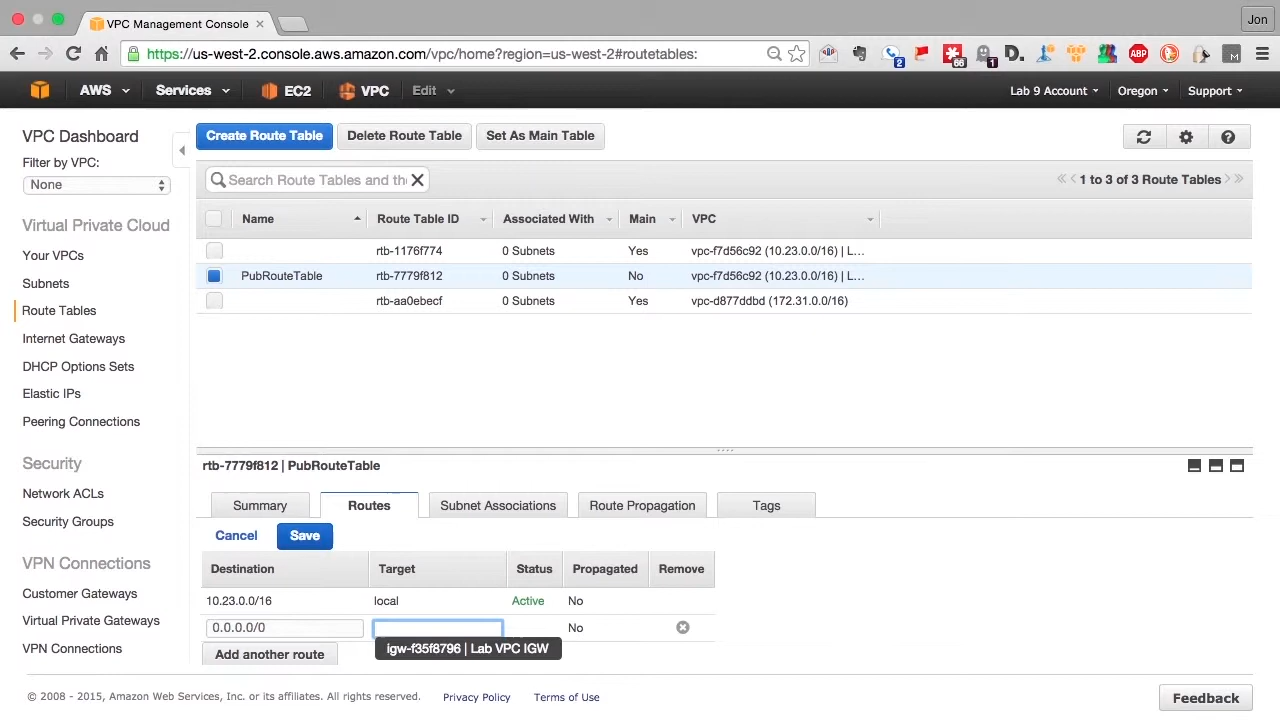 VPC Management Console
Jon
https://us-west-2.console.aws.amazon.com/vpc/home?region=us-west-2#routetables:
2
66
1
D.
ABP
M
AWS Services EC2 VPC Edit Lab 9 Account Oregon Support
VPC Dashboard
Filter by VPC:
None
Virtual Private Cloud
Your VPCs
Subnets
Route Tables
Internet Gateways
DHCP Options Sets
Elastic IPs
Peering Connections
Security
Network ACLs
Security Groups
VPN Connections
Customer Gateways
Virtual Private Gateways
VPN Connections
Create Route Table Delete Route Table Set As Main Table
Search Route Tables and the
1 to 3 of 3 Route Tables
Name Route Table ID Associated With Main VPC
rtb-1176f774 0 Subnets Yes vpc-f7d56c92 (10.23.0.0/16) | L...
PubRouteTable rtb-7779f812 0 Subnets No vpc-f7d56c92 (10.23.0.0/16) | L...
rtb-aa0ebecf 0 Subnets Yes vpc-d877ddbd (172.31.0.0/16)
rtb-7779f812 | PubRouteTable
Summary Routes Subnet Associations Route Propagation Tags
Cancel Save
Destination Target Status Propagated Remove
10.23.0.0/16 local Active No
0.0.0.0/0 No
igw-f35f8796 | Lab VPC IGW
Add another route
© 2008 - 2015, Amazon Web Services, Inc. or its affiliates. All rights reserved. Privacy Policy Terms of Use
Feedback